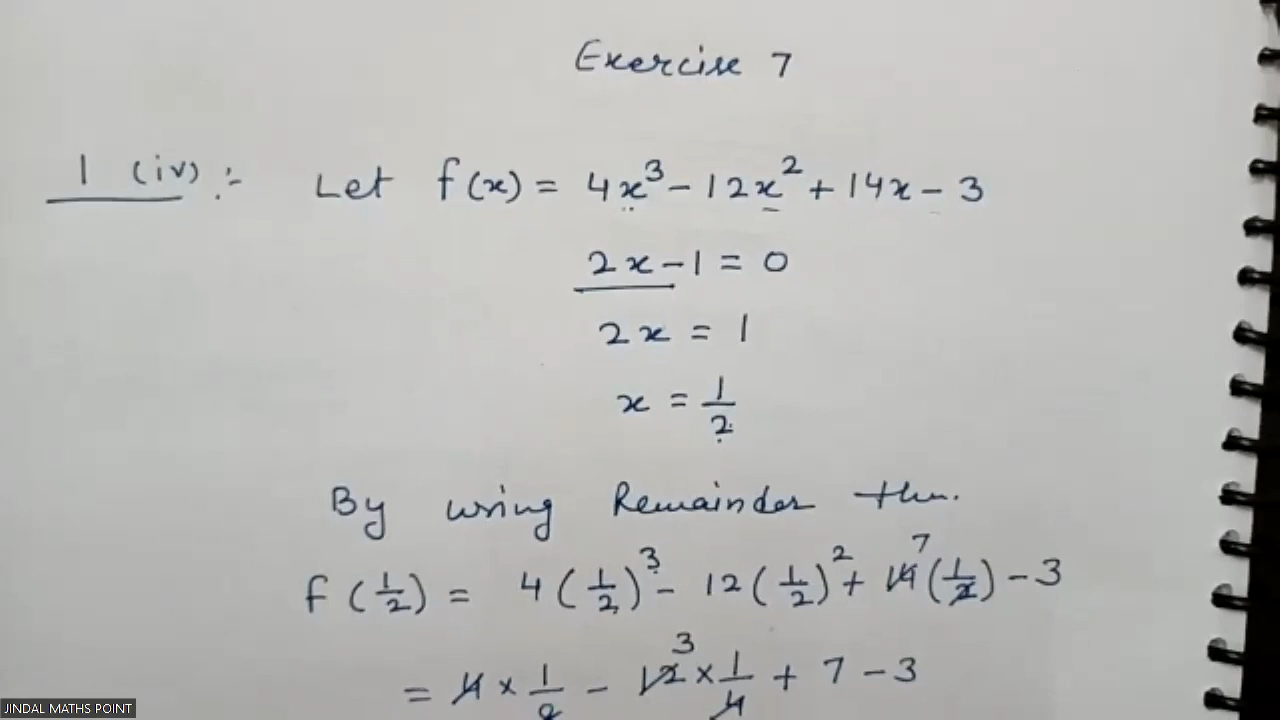 Exercise 7
1 (iv) :- Let f(x) = 4x³ - 12x² + 14x - 3
2x - 1 = 0
2x = 1
x = 1/2
By using Remainder thm.
f(1/2) = 4(1/2)³ - 12(1/2)² + 14 7 (1/2) - 3
= 4 × 1/8 - 12 3 × 1/4 + 7 - 3
JINDAL MATHS POINT